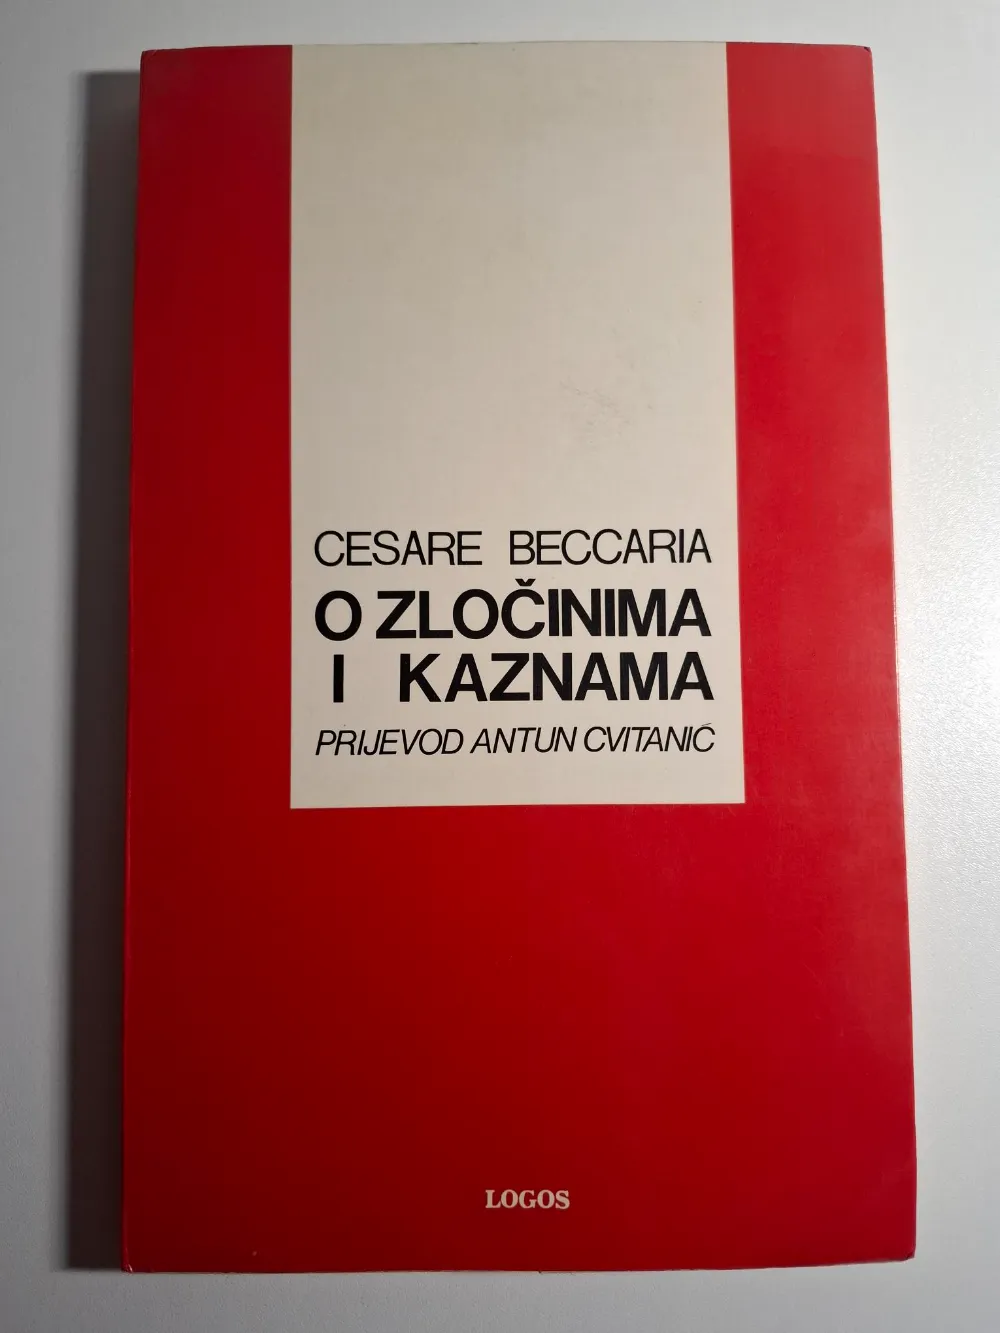 CESARE BECCARIA
O ZLOČINIMA
I KAZNAMA
PRIJEVOD ANTUN CVITANIĆ
LOGOS